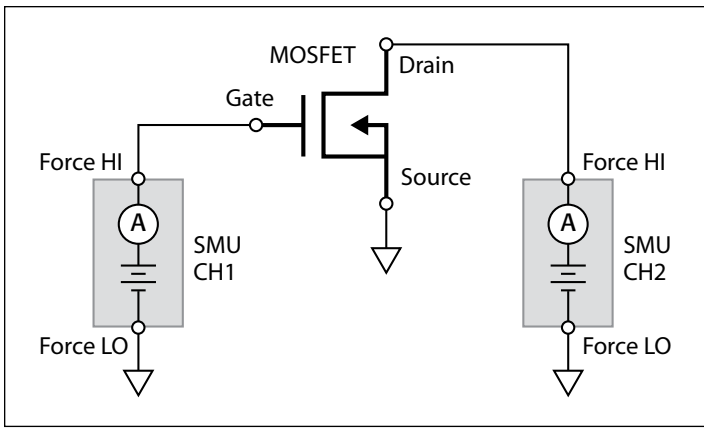 MOSFET
Drain
Gate
Force HI
Force HI
Source
A
A
SMU
CH1
SMU
CH2
Force LO
Force LO